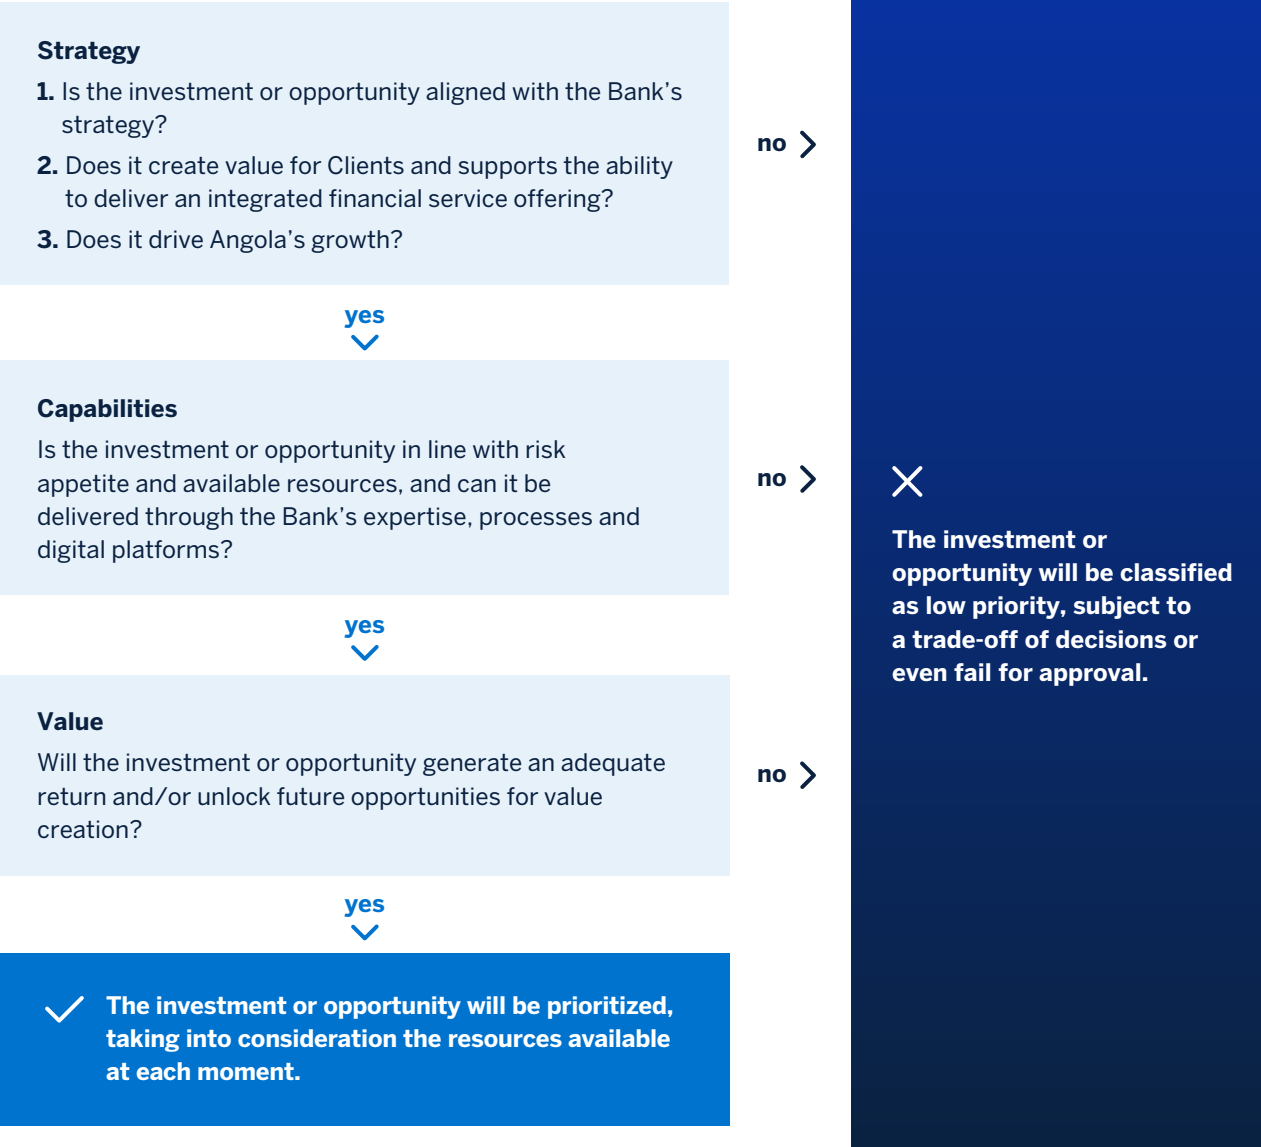 Strategy
1. Is the investment or opportunity aligned with the Bank’s
strategy?
2. Does it create value for Clients and supports the ability
to deliver an integrated financial service offering?
3. Does it drive Angola’s growth?
no
yes
Capabilities
Is the investment or opportunity in line with risk
appetite and available resources, and can it be
delivered through the Bank’s expertise, processes and
digital platforms?
no
yes
Value
Will the investment or opportunity generate an adequate
return and/or unlock future opportunities for value
creation?
no
yes
The investment or opportunity will be prioritized,
taking into consideration the resources available
at each moment.
The investment or
opportunity will be classified
as low priority, subject to
a trade-off of decisions or
even fail for approval.